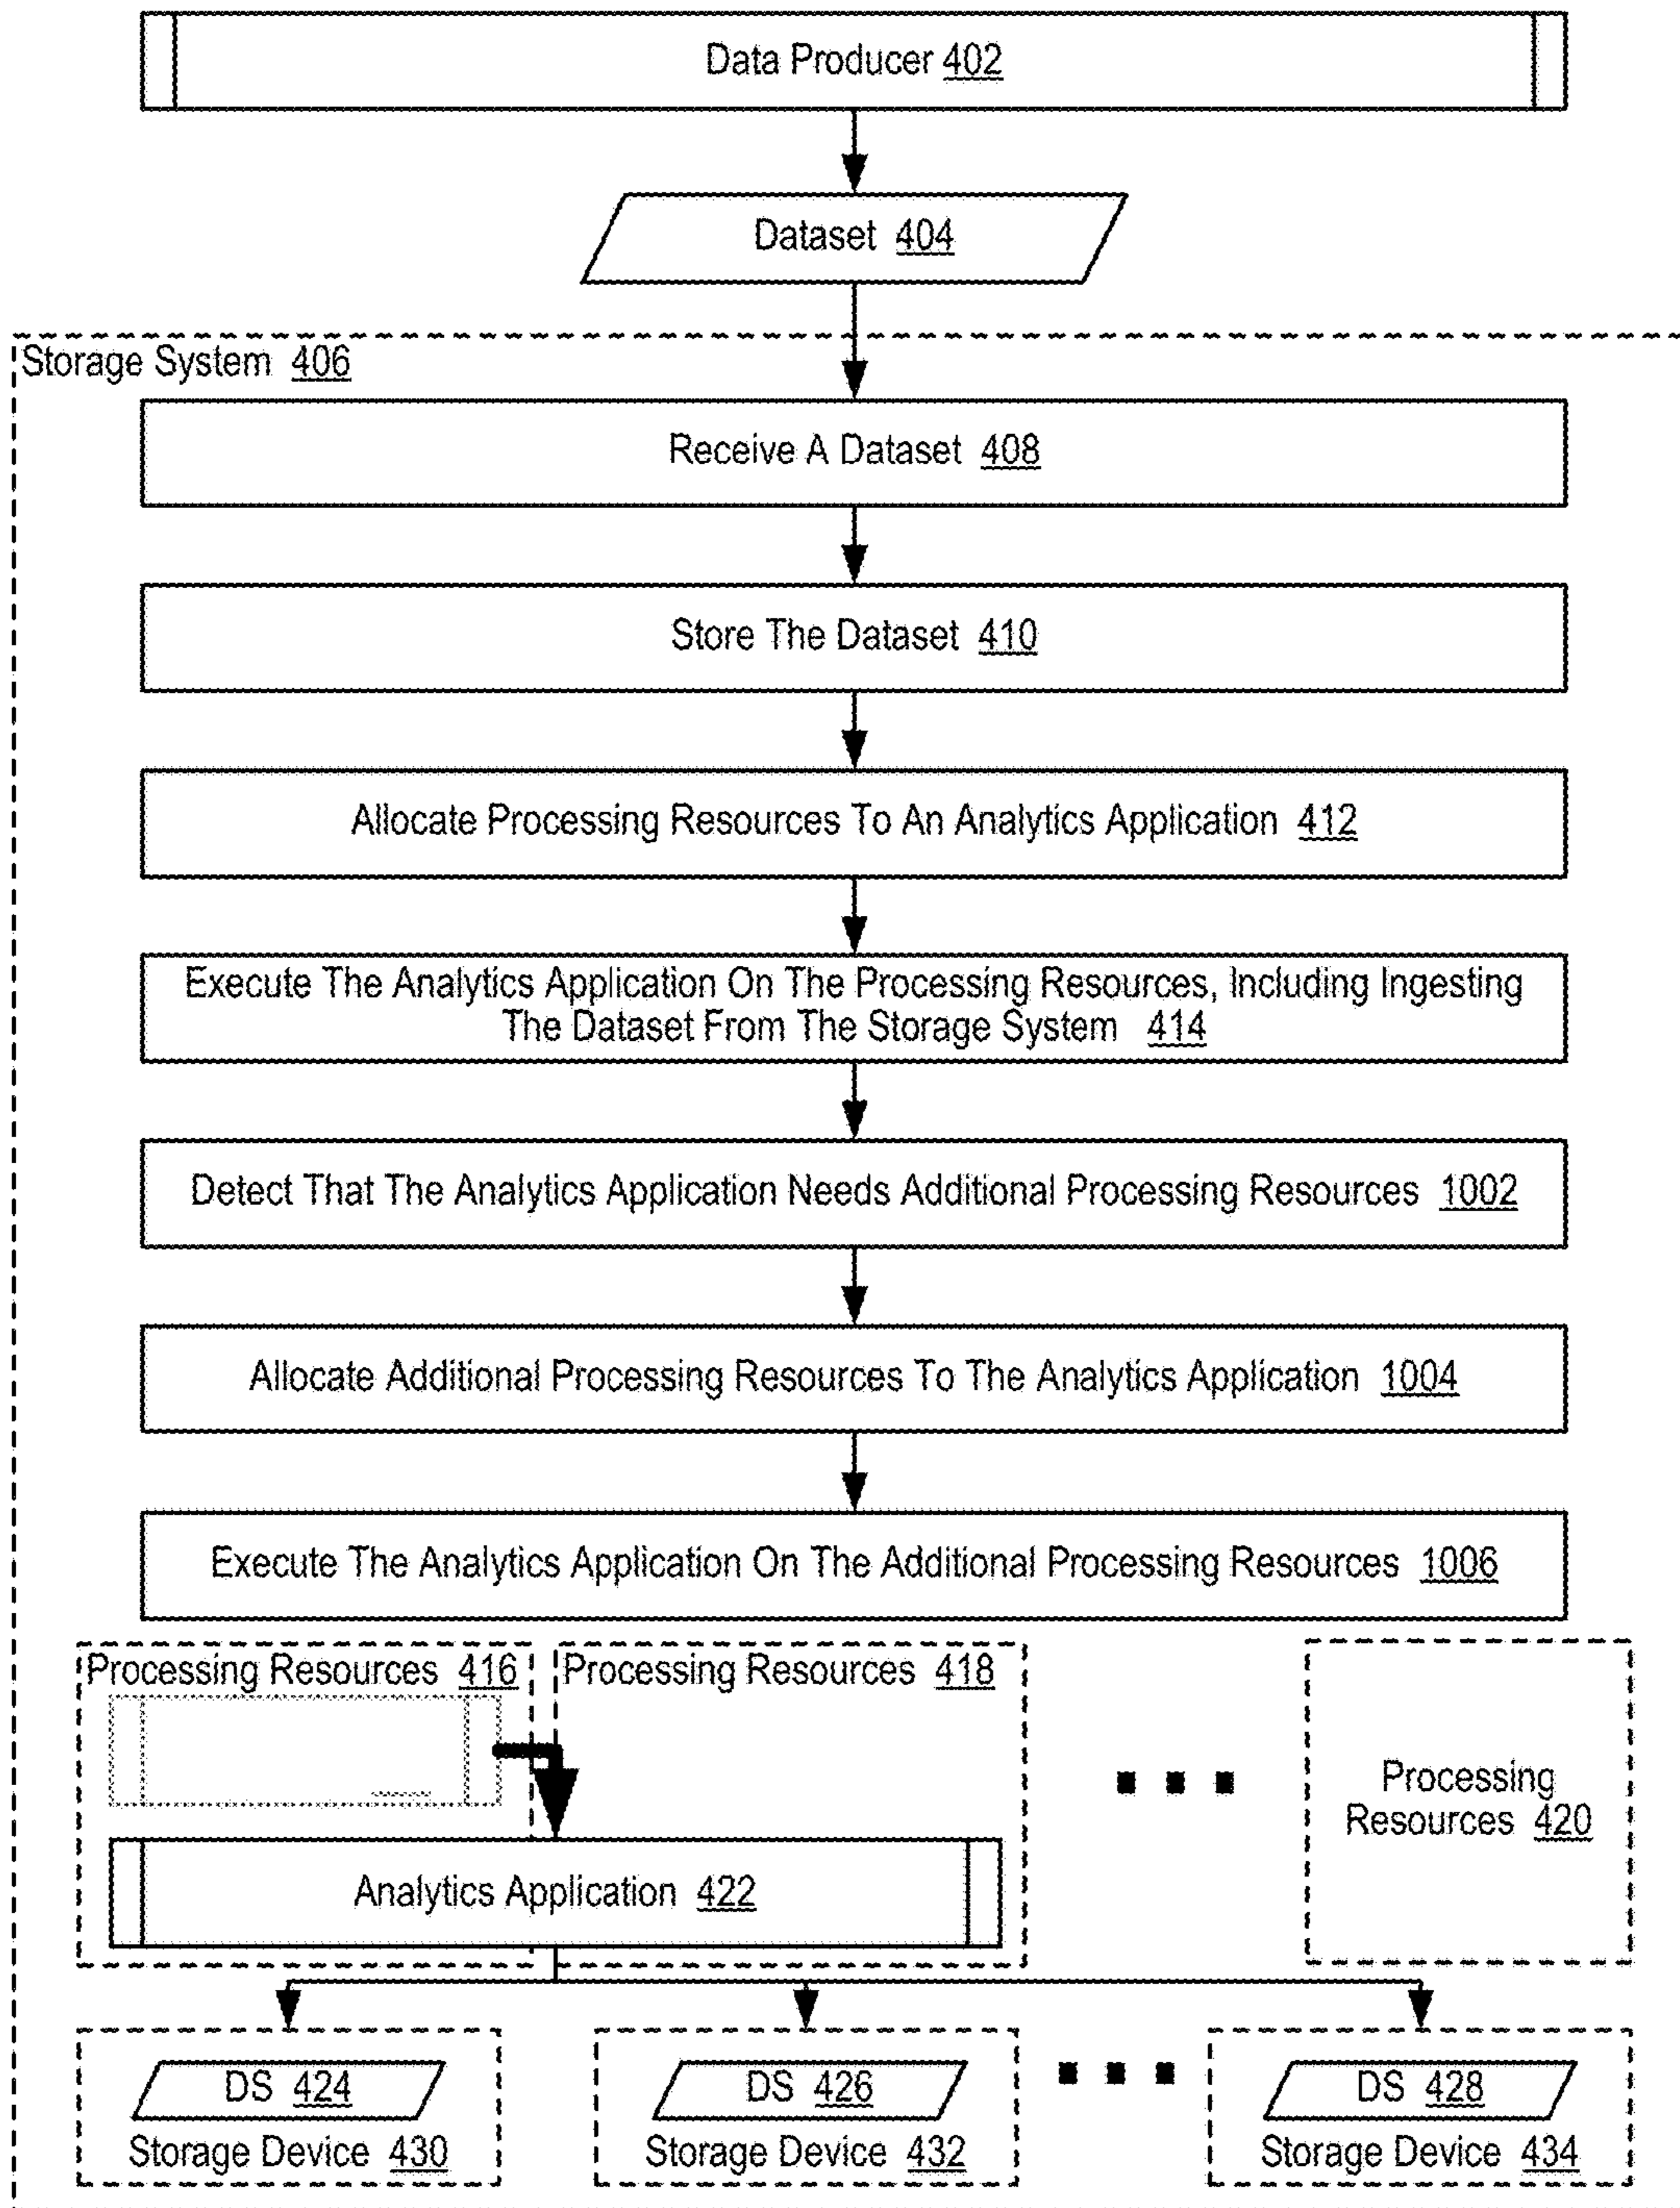 Data Producer 402
Dataset 404
Storage System 406
Receive A Dataset 408
Store The Dataset 410
Allocate Processing Resources To An Analytics Application 412
Execute The Analytics Application On The Processing Resources, Including Ingesting
The Dataset From The Storage System 414
Detect That The Analytics Application Needs Additional Processing Resources 1002
Allocate Additional Processing Resources To The Analytics Application 1004
Execute The Analytics Application On The Additional Processing Resources 1006
Processing Resources 416
Processing Resources 418
Processing
Resources 420
Analytics Application 422
DS 424
Storage Device 430
DS 426
Storage Device 432
DS 428
Storage Device 434